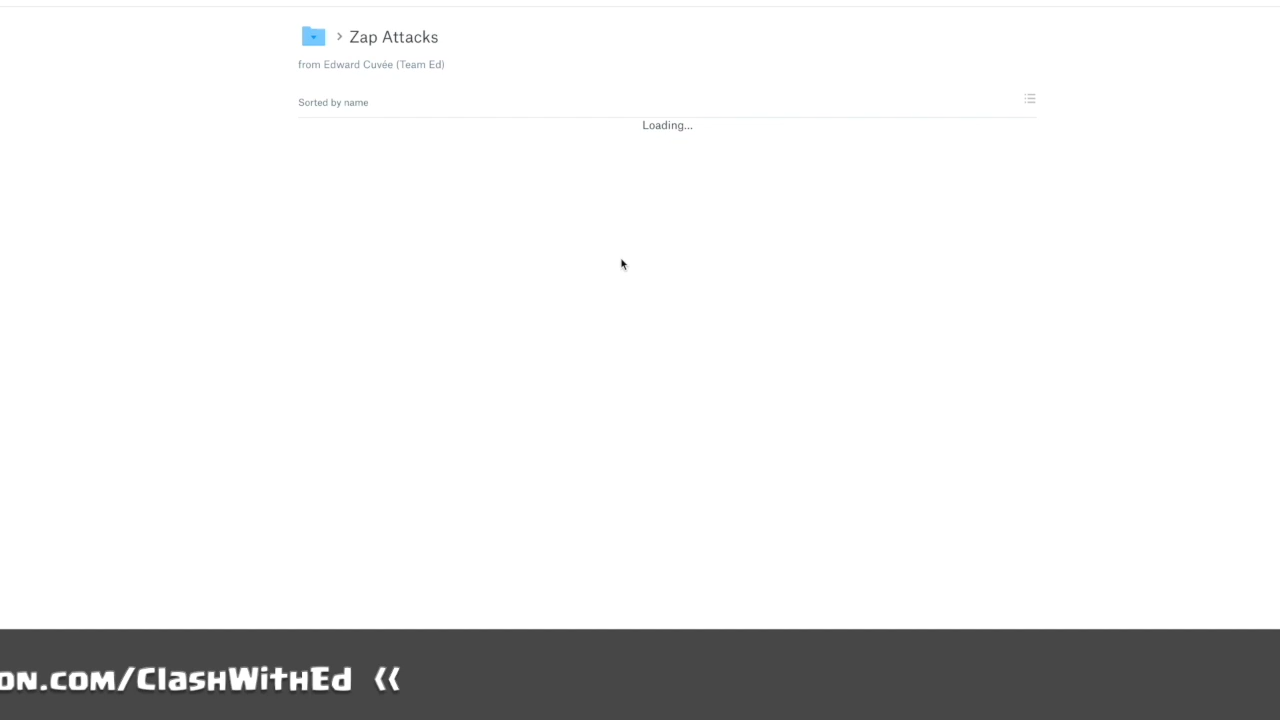 > Zap Attacks
from Edward Cuvée (Team Ed)
Sorted by name
Loading...
on.com/ClashWithEd «